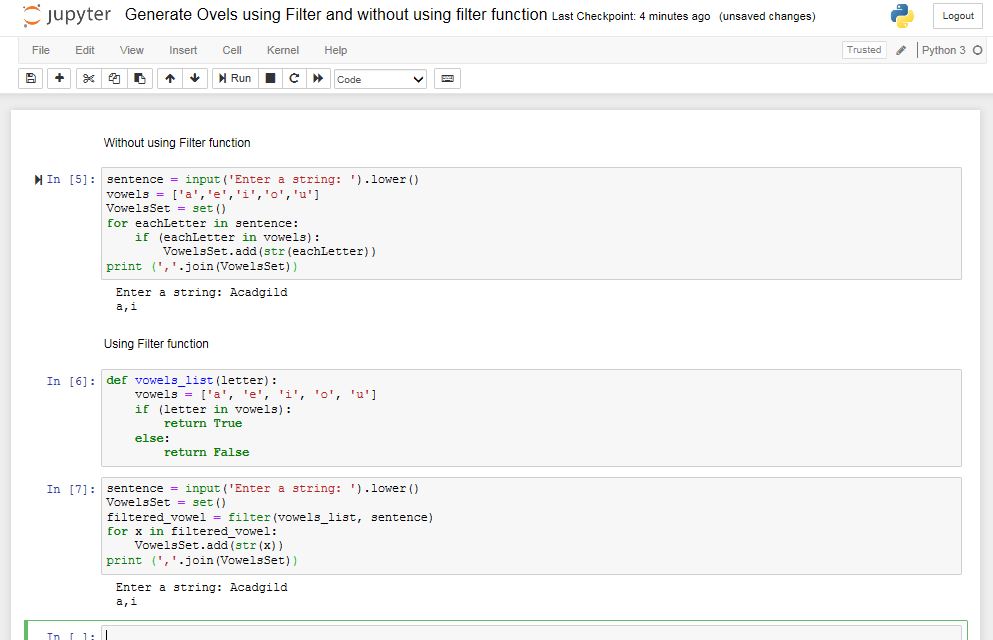 jupyter Generate Ovels using Filter and without using filter function Last Checkpoint: 4 minutes ago (unsaved changes) Logout
File Edit View Insert Cell Kernel Help Trusted Python 3
Run Code
Without using Filter function
In [5]: sentence = input('Enter a string: ').lower()
vowels = ['a','e','i','o','u']
VowelsSet = set()
for eachLetter in sentence:
    if (eachLetter in vowels):
        VowelsSet.add(str(eachLetter))
print (','.join(VowelsSet))
Enter a string: Acadgild
a,i
Using Filter function
In [6]: def vowels_list(letter):
    vowels = ['a', 'e', 'i', 'o', 'u']
    if (letter in vowels):
        return True
    else:
        return False
In [7]: sentence = input('Enter a string: ').lower()
VowelsSet = set()
filtered_vowel = filter(vowels_list, sentence)
for x in filtered_vowel:
    VowelsSet.add(str(x))
print (','.join(VowelsSet))
Enter a string: Acadgild
a,i
In [ ]: